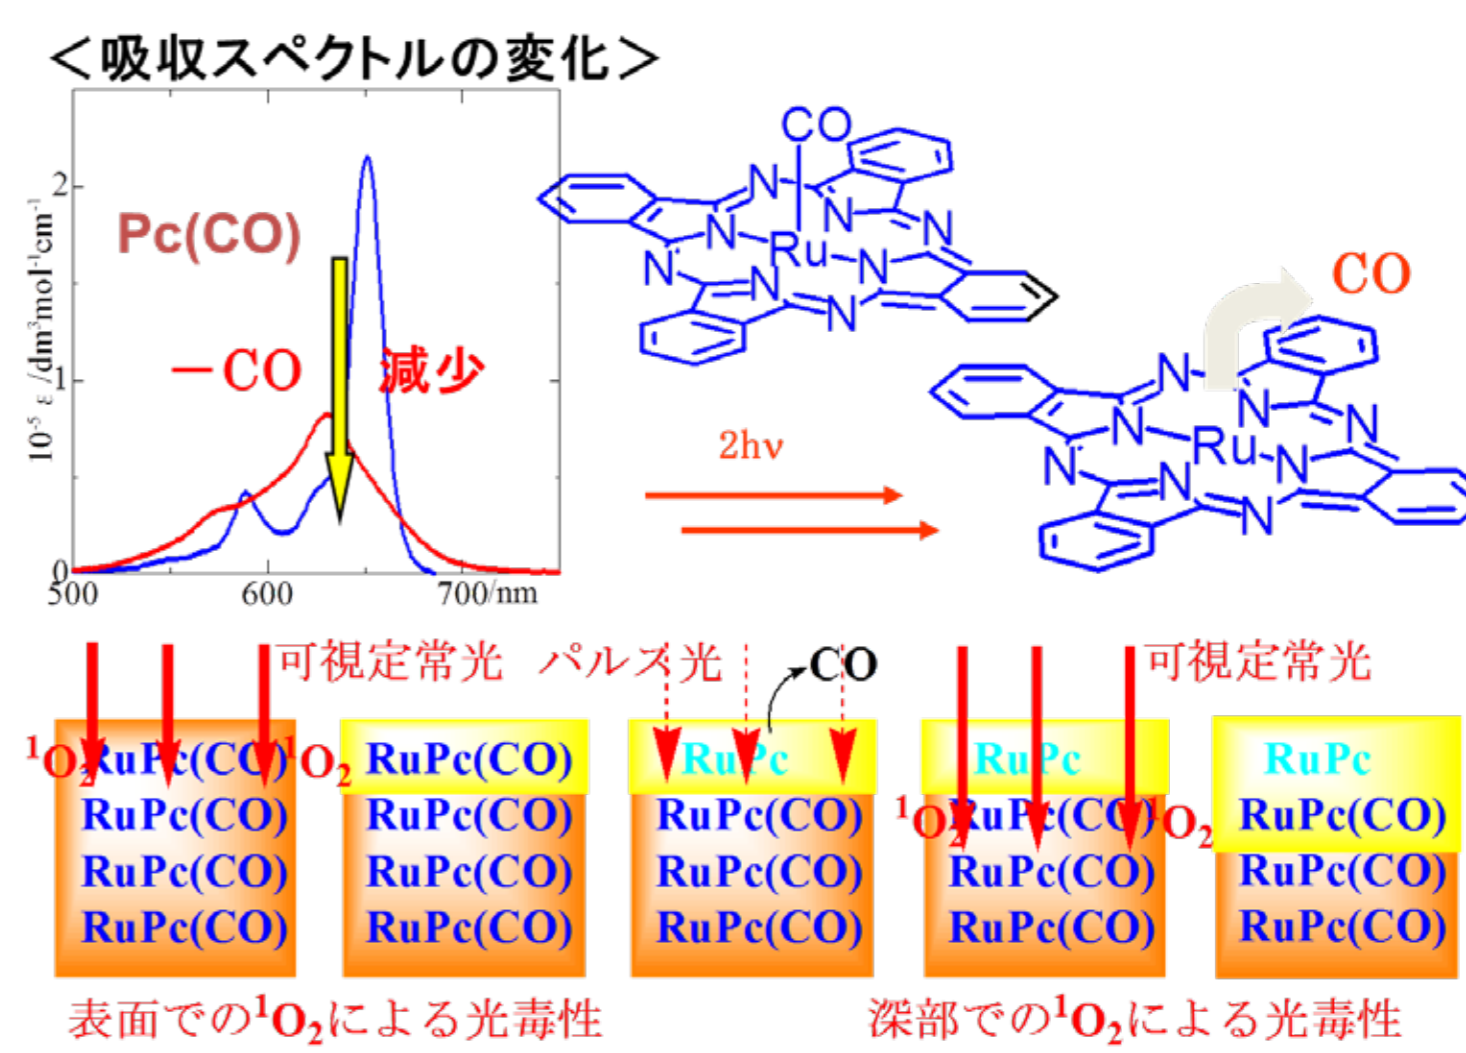 ＜吸収スペクトルの変化＞
10⁻⁵ ε /dm³mol⁻¹cm⁻¹
2
1
0
500
600
700/nm
Pc(CO)
－CO
減少
CO
N
N
N
N
Ru
N
N
N
N
2hν
CO
N
N
N
N
Ru
N
N
N
N
可視定常光
パルス光
CO
可視定常光
¹O₂
RuPc(CO)
¹O₂
RuPc(CO)
RuPc(CO)
RuPc(CO)
RuPc(CO)
RuPc(CO)
RuPc(CO)
RuPc(CO)
RuPc
RuPc(CO)
RuPc(CO)
RuPc(CO)
RuPc
¹O₂
RuPc(CO)
¹O₂
RuPc(CO)
RuPc(CO)
RuPc
RuPc(CO)
RuPc(CO)
RuPc(CO)
表面での¹O₂による光毒性
深部での¹O₂による光毒性